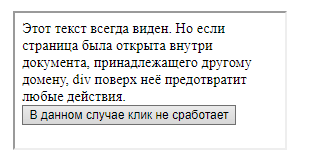 Этот текст всегда виден. Но если
страница была открыта внутри
документа, принадлежащего другому
домену, div поверх неё предотвратит
любые действия.
В данном случае клик не сработает